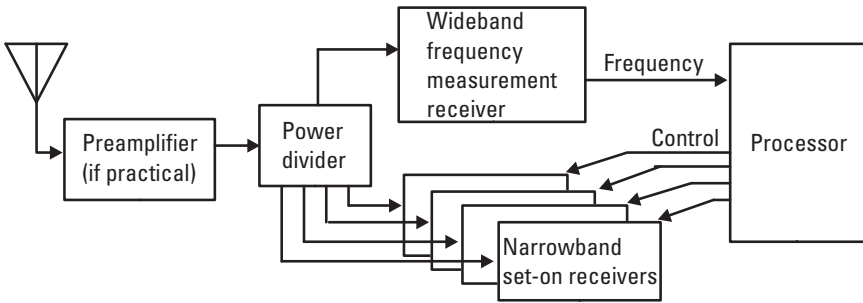 Wideband
frequency
measurement
receiver
Frequency
Preamplifier
(if practical)
Power
divider
Control
Processor
Narrowband
set-on receivers